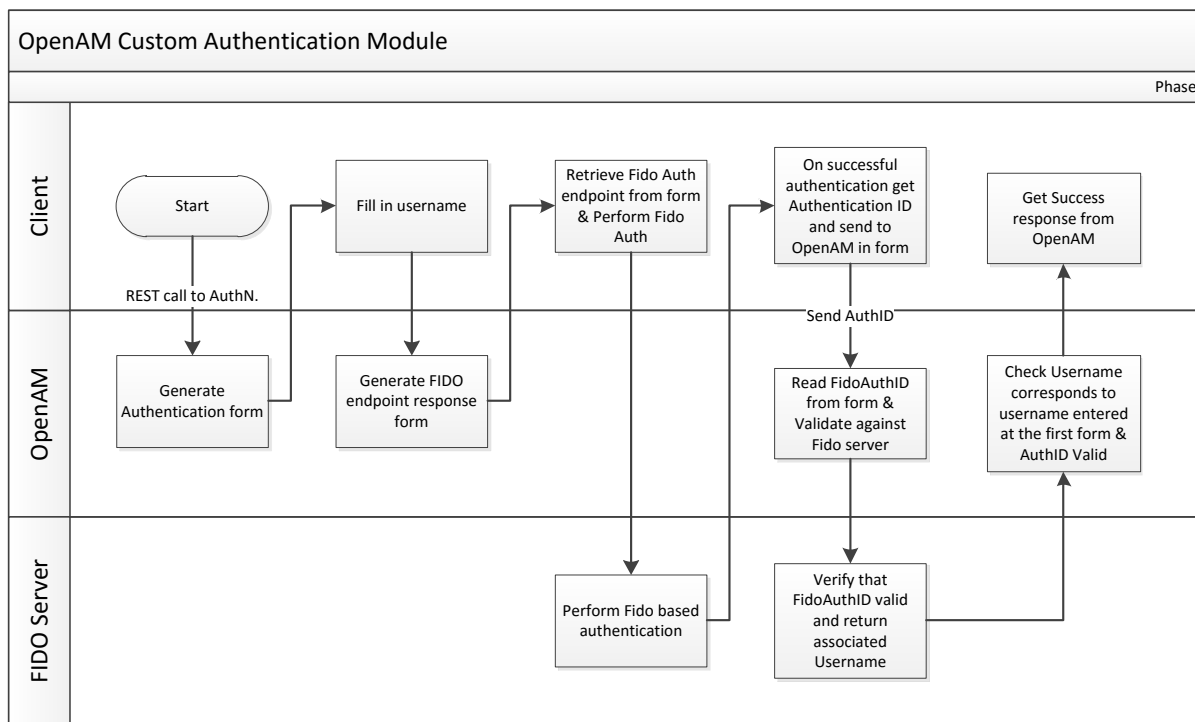 OpenAM Custom Authentication Module
Phase
Client
Start
REST call to AuthN.
Fill in username
Retrieve Fido Auth
endpoint from form
& Perform Fido
Auth
On successful
authentication get
Authentication ID
and send to
OpenAM in form
Send AuthID
Get Success
response from
OpenAM
OpenAM
Generate
Authentication form
Generate FIDO
endpoint response
form
Read FidoAuthID
from form &
Validate against
Fido server
Check Username
corresponds to
username entered
at the first form &
AuthID Valid
FIDO Server
Perform Fido based
authentication
Verify that
FidoAuthID valid
and return
associated
Username